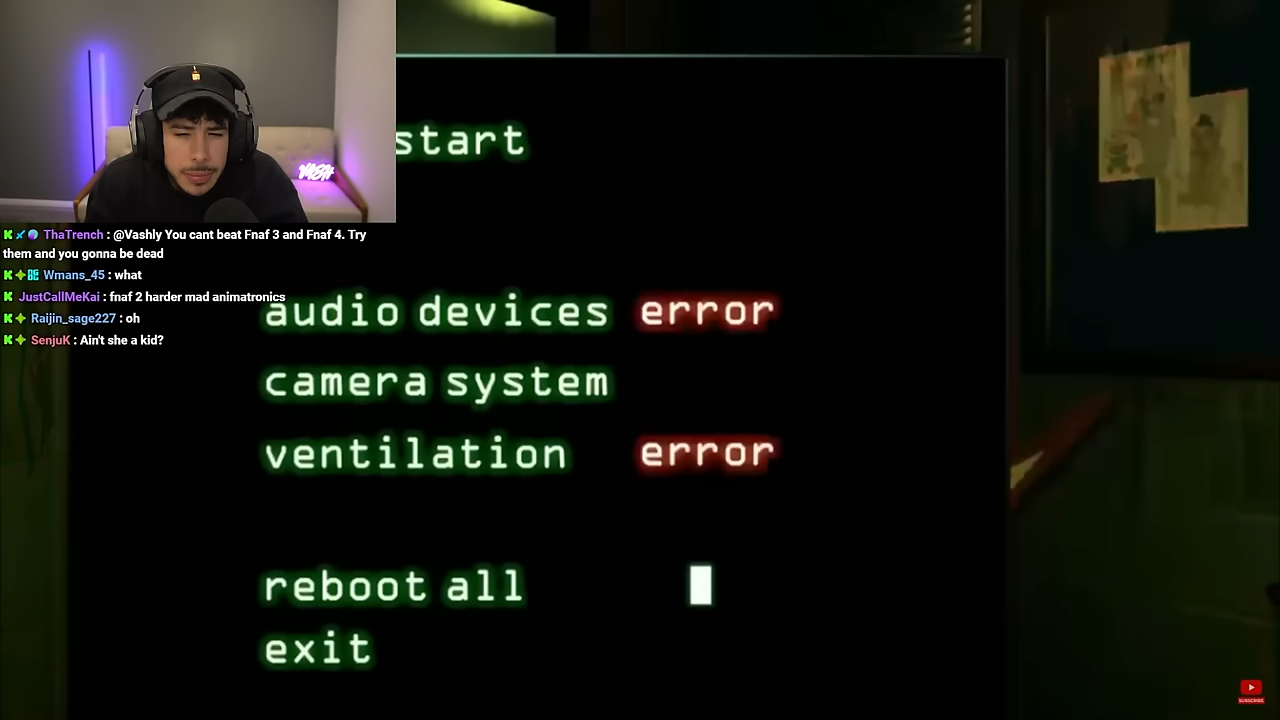 start
ThaTrench : @Vashly You cant beat Fnaf 3 and Fnaf 4. Try
them and you gonna be dead
Wmans_45 : what
JustCallMeKai : fnaf 2 harder mad animatronics
Raijin_sage227 : oh
SenjuK : Ain't she a kid?
audio devices error
camera system
ventilation error
reboot all
exit
SUBSCRIBE